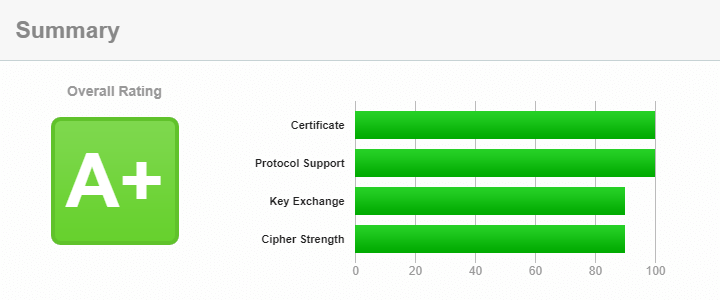 Summary
Overall Rating
A+
Certificate
Protocol Support
Key Exchange
Cipher Strength
0 20 40 60 80 100